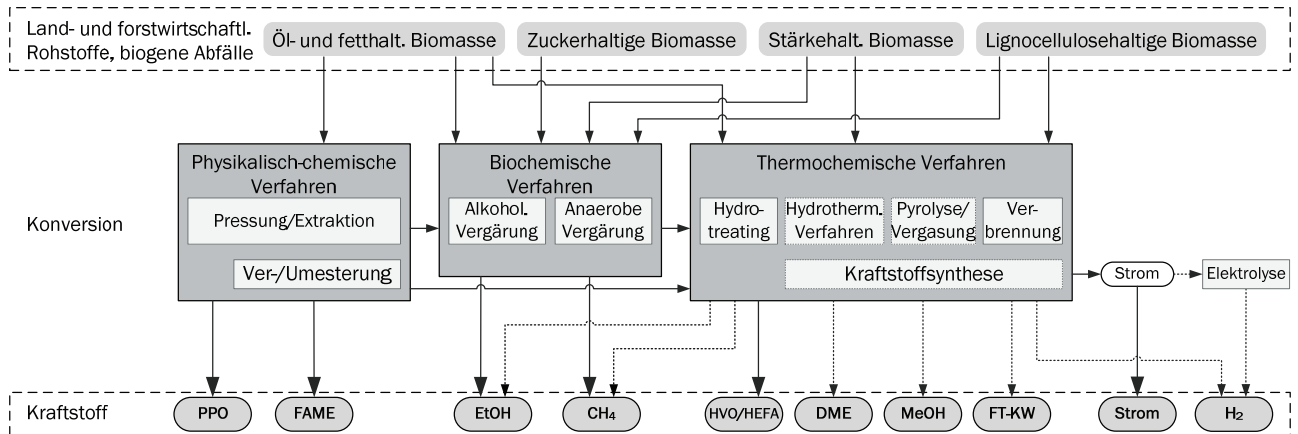 Land- und forstwirtschaftl.
Rohstoffe, biogene Abfälle
Öl- und fetthalt. Biomasse
Zuckerhaltige Biomasse
Stärkehalt. Biomasse
Lignocellulosehaltige Biomasse
Konversion
Physikalisch-chemische
Verfahren
Pressung/Extraktion
Ver-/Umesterung
Biochemische
Verfahren
Alkohol.
Vergärung
Anaerobe
Vergärung
Thermochemische Verfahren
Hydro-
treating
Hydrotherm.
Verfahren
Pyrolyse/
Vergasung
Ver-
brennung
Kraftstoffsynthese
Strom
Elektrolyse
Kraftstoff
PPO
FAME
EtOH
CH₄
HVO/HEFA
DME
MeOH
FT-KW
Strom
H₂